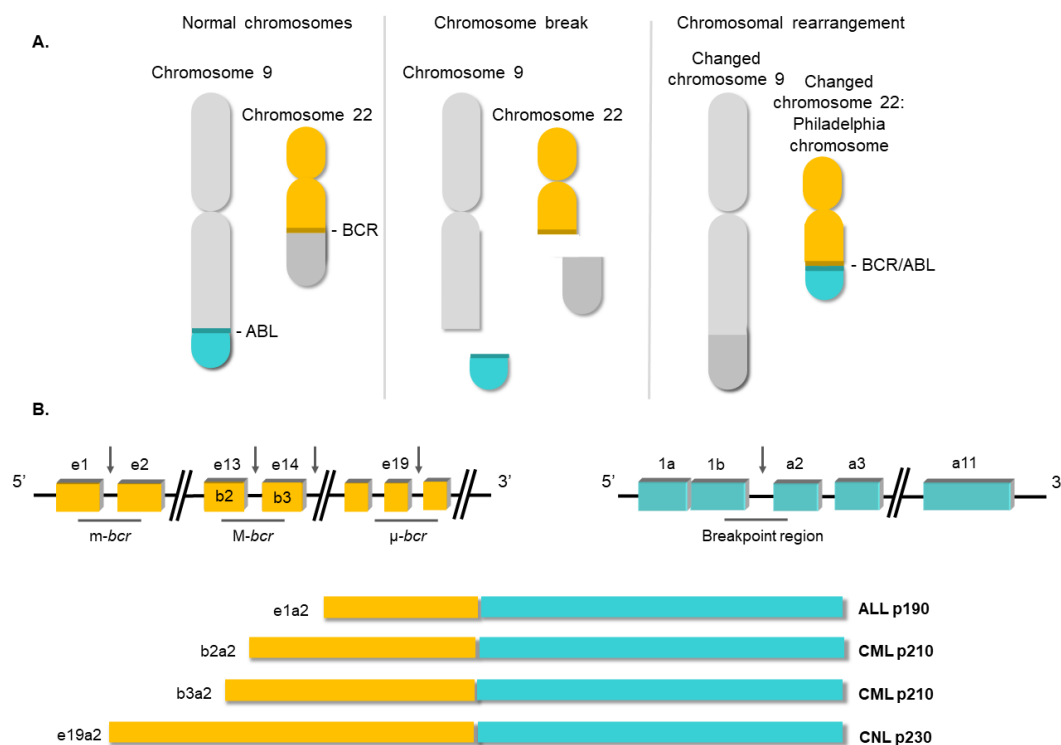 A.
Normal chromosomes
Chromosome break
Chromosomal rearrangement
Chromosome 9
Chromosome 22
- BCR
- ABL
Chromosome 9
Chromosome 22
Changed
chromosome 9
Changed
chromosome 22:
Philadelphia
chromosome
- BCR/ABL
B.
5’
e1
e2
e13
e14
e19
3’
b2
b3
m-bcr
M-bcr
µ-bcr
5’
1a
1b
a2
a3
a11
3
Breakpoint region
e1a2
ALL p190
b2a2
CML p210
b3a2
CML p210
e19a2
CNL p230